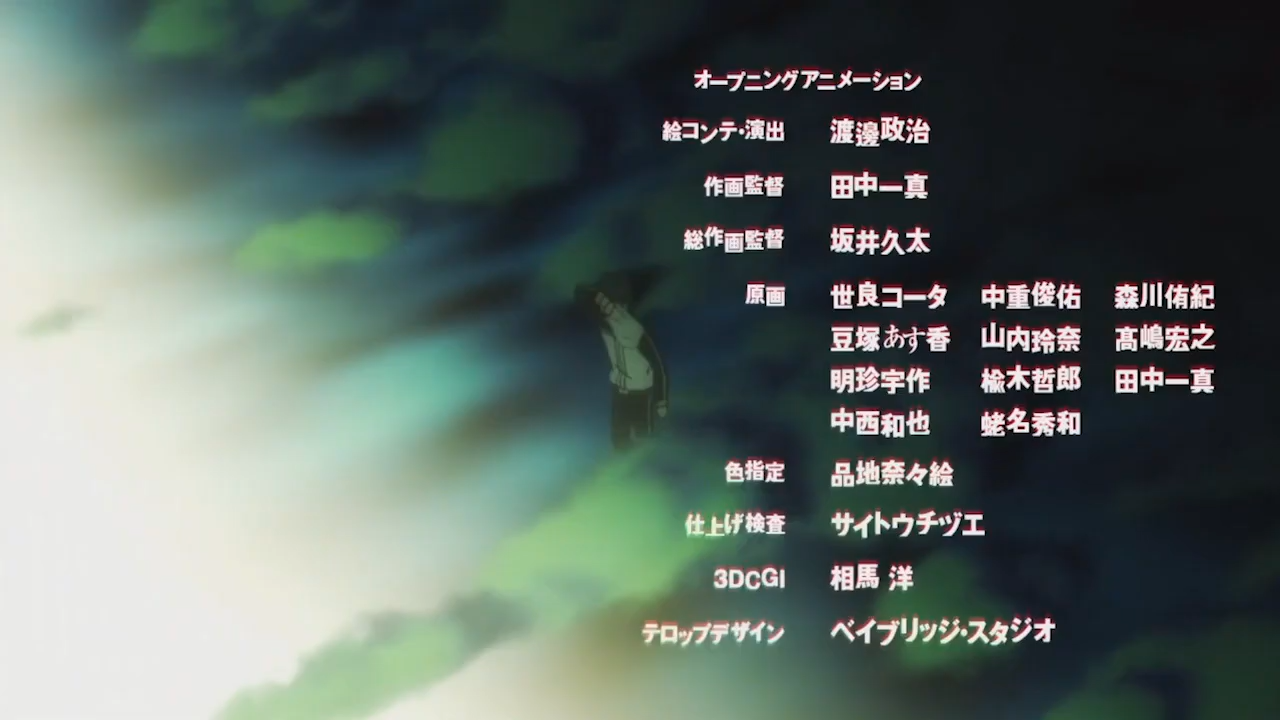 オープニングアニメーション
絵コンテ・演出 渡邊政治
作画監督 田中一真
総作画監督 坂井久太
原画 世良コータ 中重俊佑 森川侑紀
豆塚あす香 山内玲奈 髙嶋宏之
明珍宇作 楡木哲郎 田中一真
中西和也 蛯名秀和
色指定 品地奈々絵
仕上げ検査 サイトウチヅエ
3DCGI 相馬 洋
テロップデザイン ベイブリッジ・スタジオ